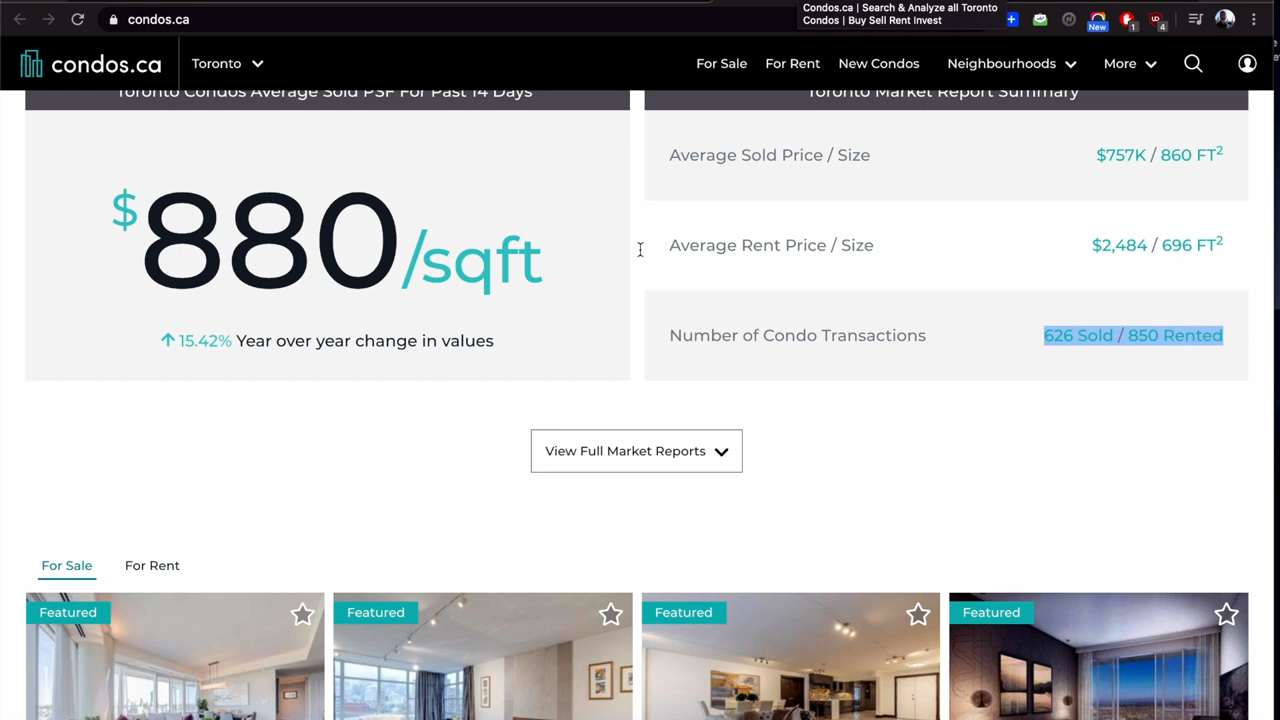 condos.ca
Condos.ca | Search & Analyze all Toronto
Condos | Buy Sell Rent Invest
New
1
4
condos.ca
Toronto
For Sale
For Rent
New Condos
Neighbourhoods
More
Toronto Condos Average Sold PSF For Past 14 Days
$880/sqft
15.42% Year over year change in values
Toronto Market Report Summary
Average Sold Price / Size
$757K / 860 FT²
Average Rent Price / Size
$2,484 / 696 FT²
Number of Condo Transactions
626 Sold / 850 Rented
View Full Market Reports
For Sale
For Rent
Featured
Featured
Featured
Featured